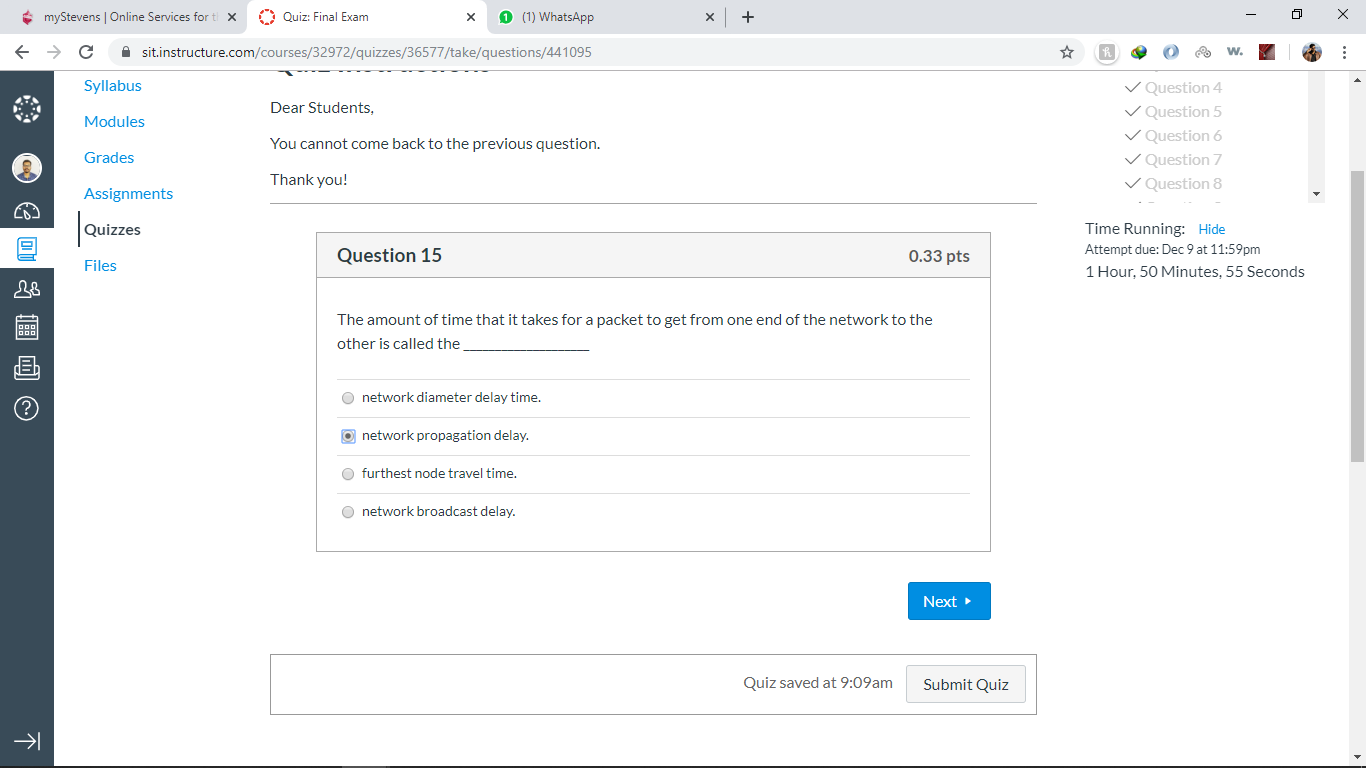 myStevens | Online Services for t
Quiz: Final Exam
1
(1) WhatsApp
sit.instructure.com/courses/32972/quizzes/36577/take/questions/441095
Syllabus
Modules
Grades
Assignments
Quizzes
Files
Quiz Instructions
Dear Students,
You cannot come back to the previous question.
Thank you!
Question 4
Question 5
Question 6
Question 7
Question 8
Time Running: Hide
Attempt due: Dec 9 at 11:59pm
1 Hour, 50 Minutes, 55 Seconds
Question 15
0.33 pts
The amount of time that it takes for a packet to get from one end of the network to the
other is called the ____________________
network diameter delay time.
network propagation delay.
furthest node travel time.
network broadcast delay.
Next
Quiz saved at 9:09am
Submit Quiz